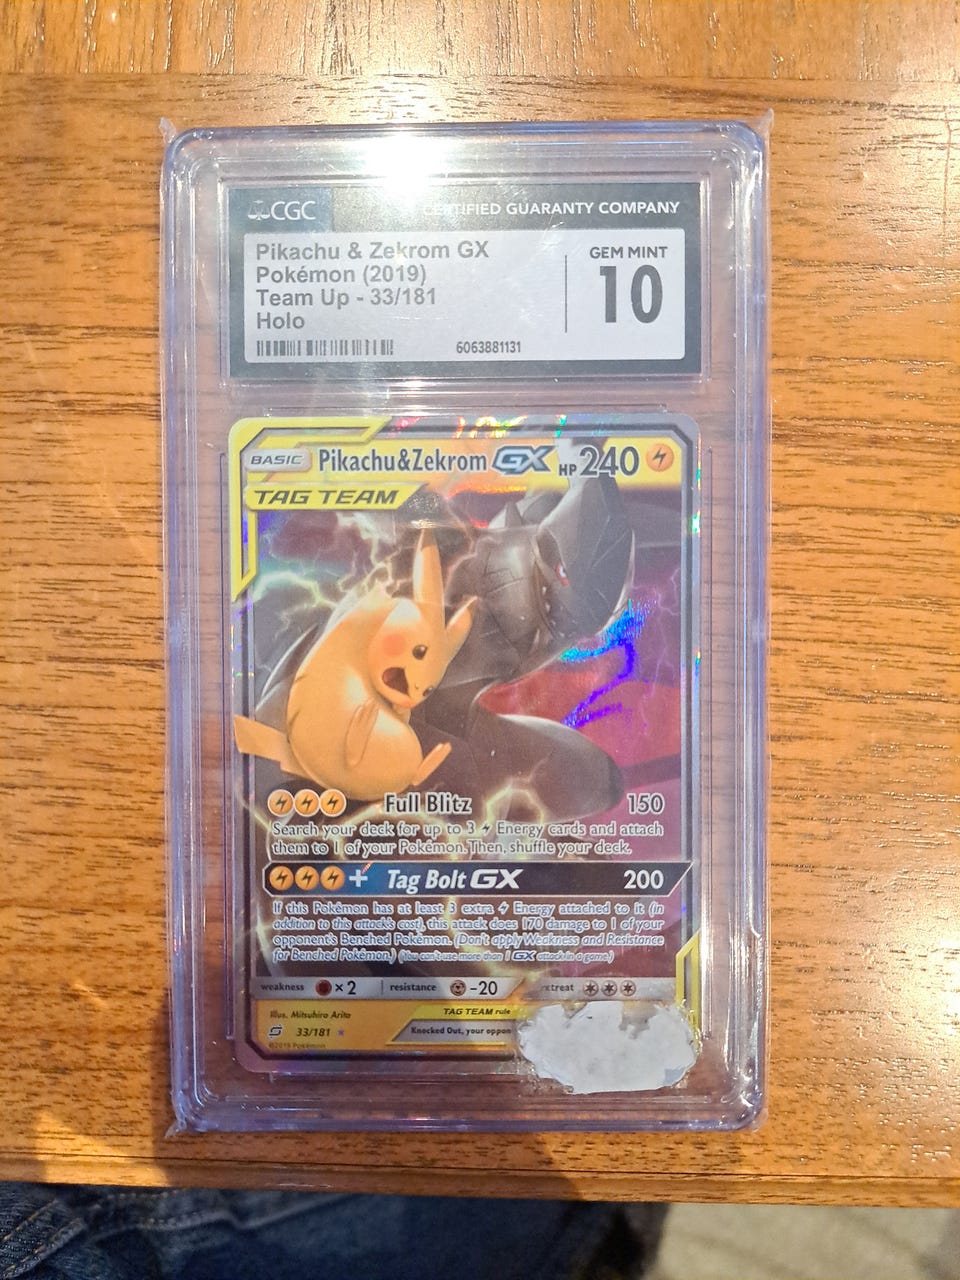 CGC
CERTIFIED GUARANTY COMPANY
Pikachu & Zekrom GX
Pokémon (2019)
Team Up - 33/181
Holo
GEM MINT
10
6063881131
BASIC Pikachu&Zekrom GX HP 240
TAG TEAM
Full Blitz 150
Search your deck for up to 3 Energy cards and attach
them to 1 of your Pokémon. Then, shuffle your deck.
+ Tag Bolt GX 200
If this Pokémon has at least 3 extra Energy attached to it (in
addition to this attack's cost), this attack does 170 damage to 1 of your
opponent's Benched Pokémon. (Don't apply Weakness and Resistance
for Benched Pokémon.) (You can't use more than 1 GX attack in a game.)
weakness ×2 resistance -20 retreat
Illus. Mitsuhiro Arita
TAG TEAM rule
33/181
Knocked Out, your oppon
©2019 Pokémon